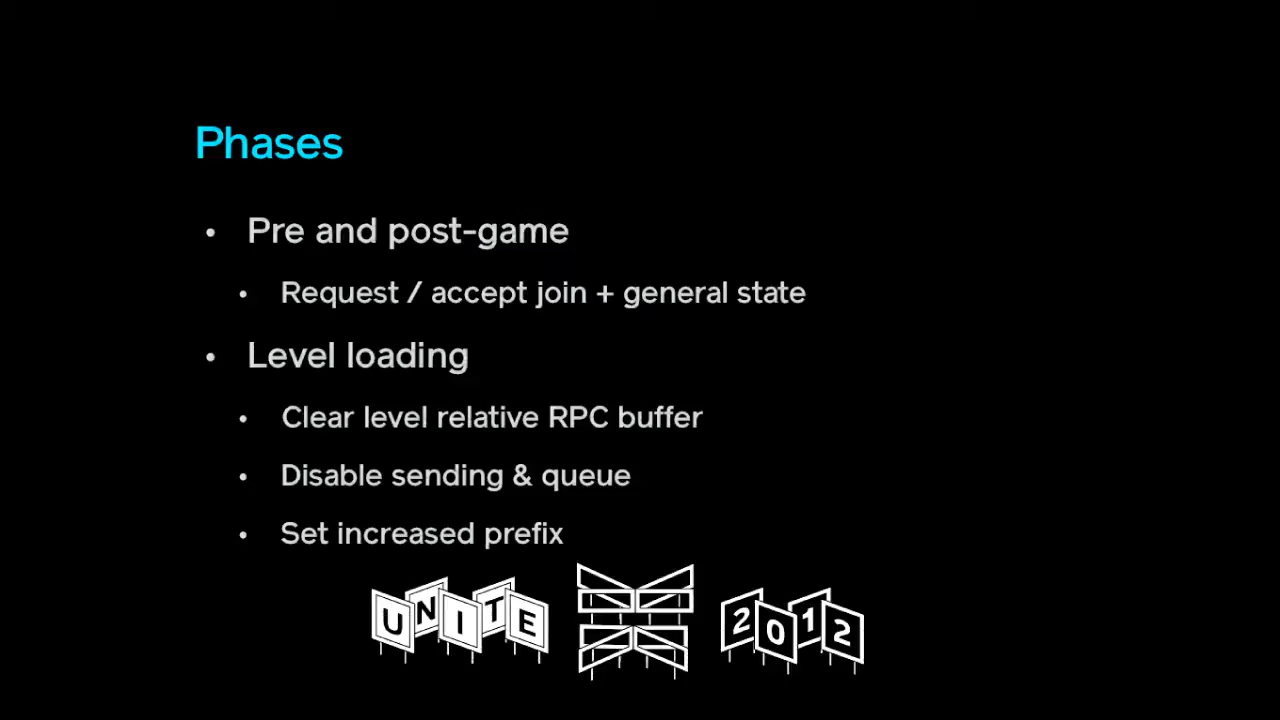 Phases
• Pre and post-game
• Request / accept join + general state
• Level loading
• Clear level relative RPC buffer
• Disable sending & queue
• Set increased prefix
UNITE 2012